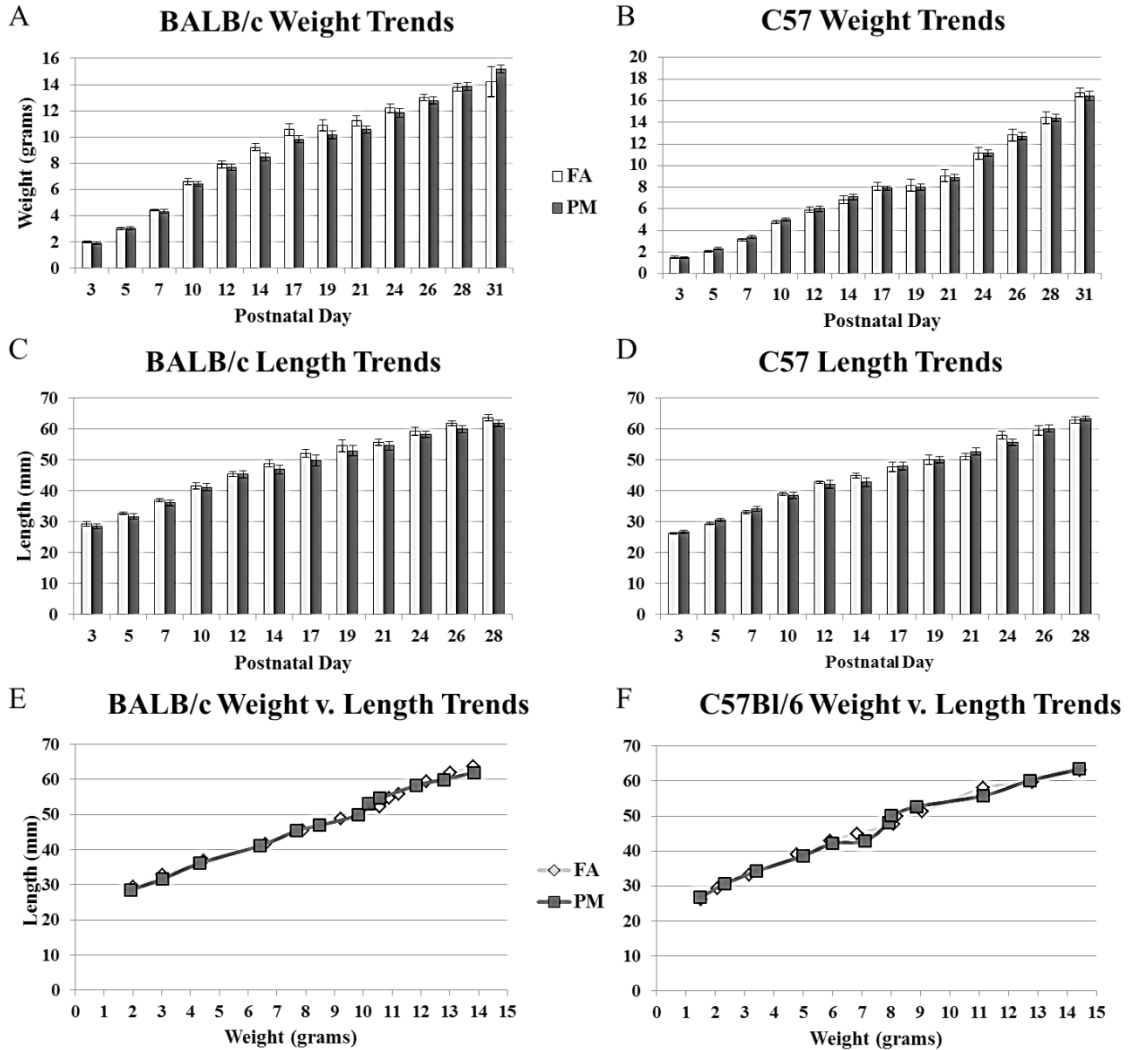 A
BALB/c Weight Trends
16
14
12
10
8
6
4
2
0
Weight (grams)
3 5 7 10 12 14 17 19 21 24 26 28 31
Postnatal Day
FA
PM
B
C57 Weight Trends
20
18
16
14
12
10
8
6
4
2
0
3 5 7 10 12 14 17 19 21 24 26 28 31
Postnatal Day
C
BALB/c Length Trends
70
60
50
40
30
20
10
0
Length (mm)
3 5 7 10 12 14 17 19 21 24 26 28
Postnatal Day
D
C57 Length Trends
70
60
50
40
30
20
10
0
3 5 7 10 12 14 17 19 21 24 26 28
Postnatal Day
E
BALB/c Weight v. Length Trends
70
60
50
40
30
20
10
0
Length (mm)
0 1 2 3 4 5 6 7 8 9 10 11 12 13 14 15
Weight (grams)
FA
PM
F
C57Bl/6 Weight v. Length Trends
70
60
50
40
30
20
10
0
0 1 2 3 4 5 6 7 8 9 10 11 12 13 14 15
Weight (grams)